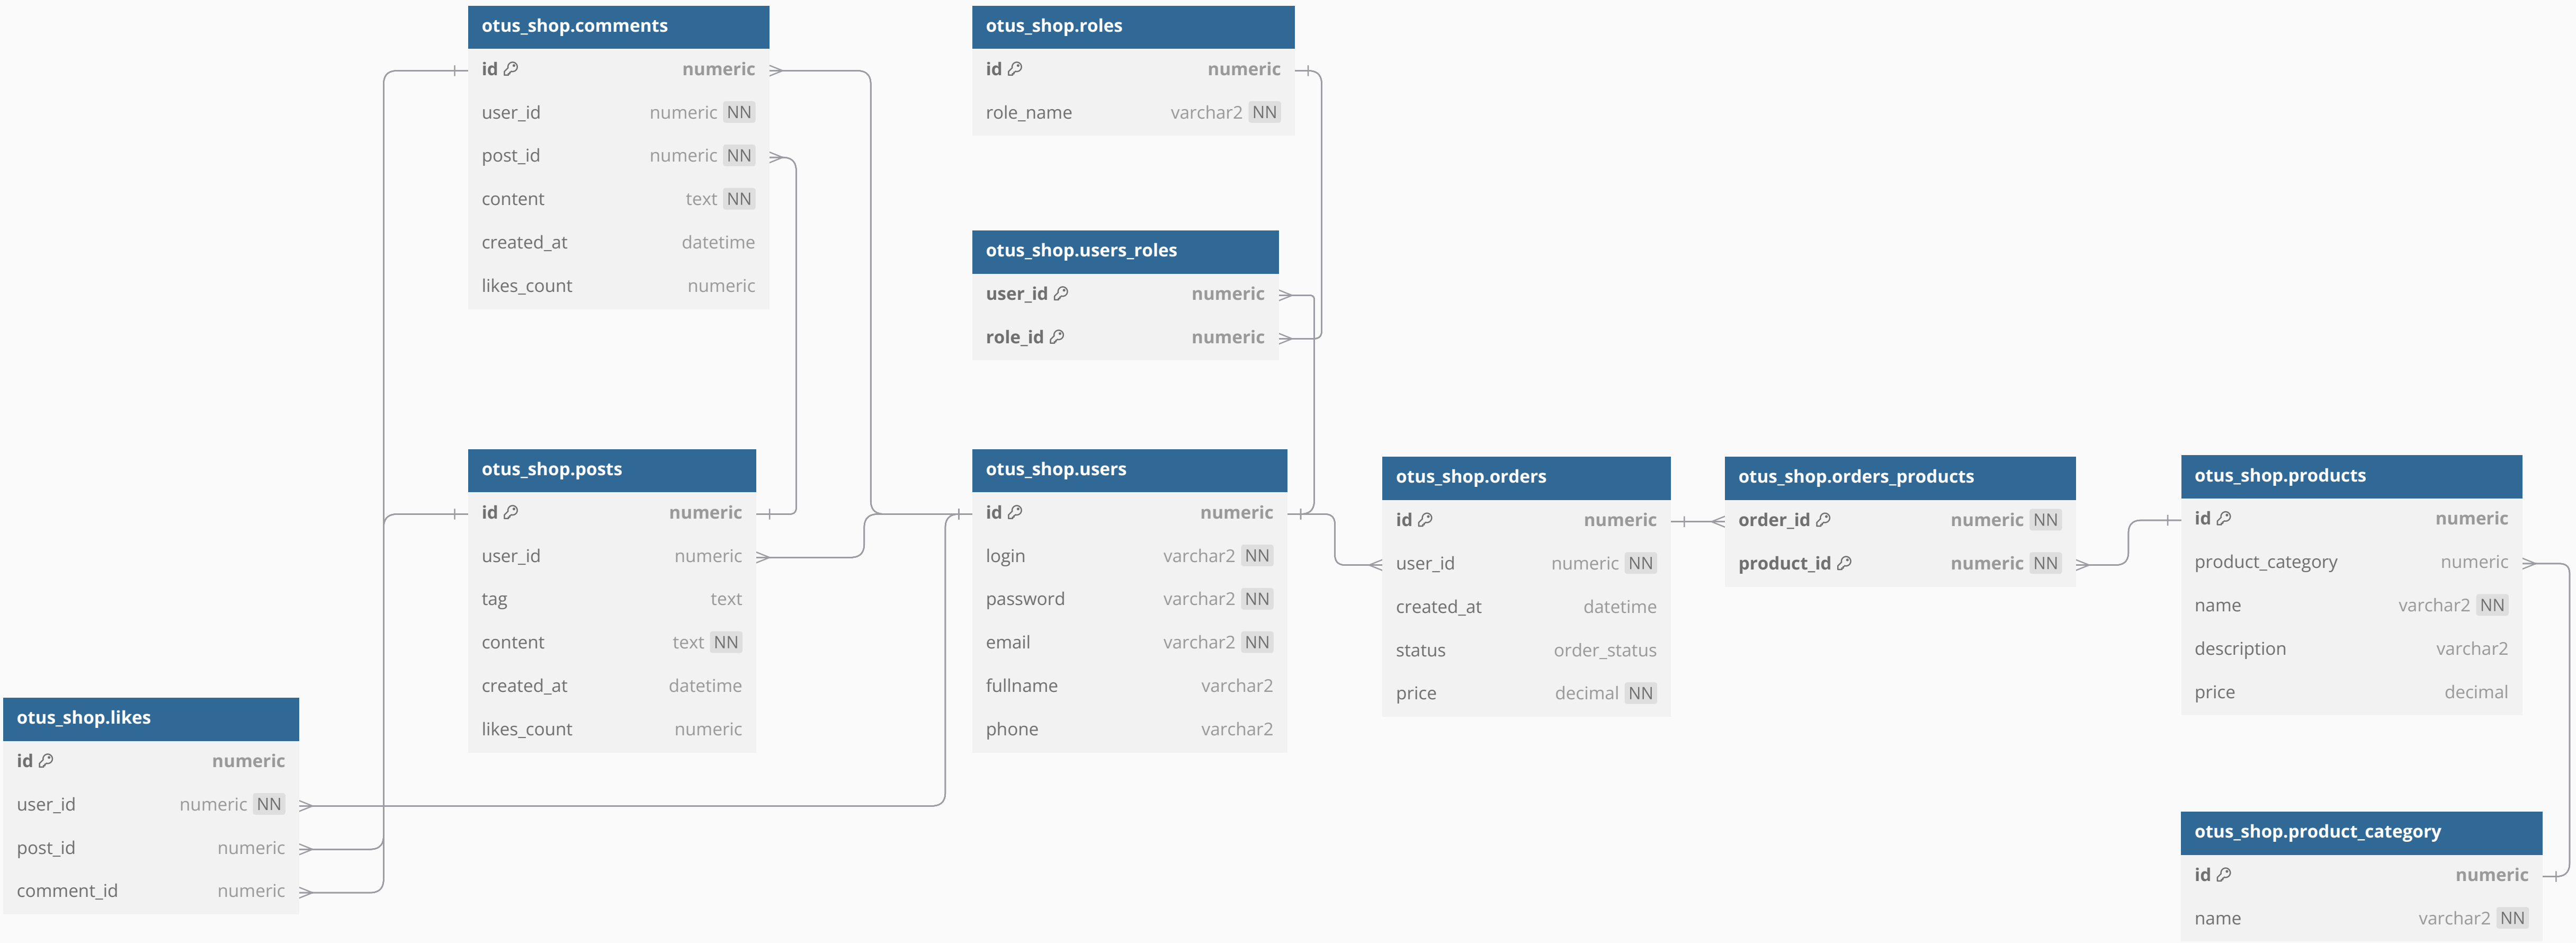 otus_shop.comments
id numeric
user_id numeric NN
post_id numeric NN
content text NN
created_at datetime
likes_count numeric
otus_shop.roles
id numeric
role_name varchar2 NN
otus_shop.users_roles
user_id numeric
role_id numeric
otus_shop.posts
id numeric
user_id numeric
tag text
content text NN
created_at datetime
likes_count numeric
otus_shop.users
id numeric
login varchar2 NN
password varchar2 NN
email varchar2 NN
fullname varchar2
phone varchar2
otus_shop.orders
id numeric
user_id numeric NN
created_at datetime
status order_status
price decimal NN
otus_shop.orders_products
order_id numeric NN
product_id numeric NN
otus_shop.products
id numeric
product_category numeric
name varchar2 NN
description varchar2
price decimal
otus_shop.likes
id numeric
user_id numeric NN
post_id numeric
comment_id numeric
otus_shop.product_category
id numeric
name varchar2 NN